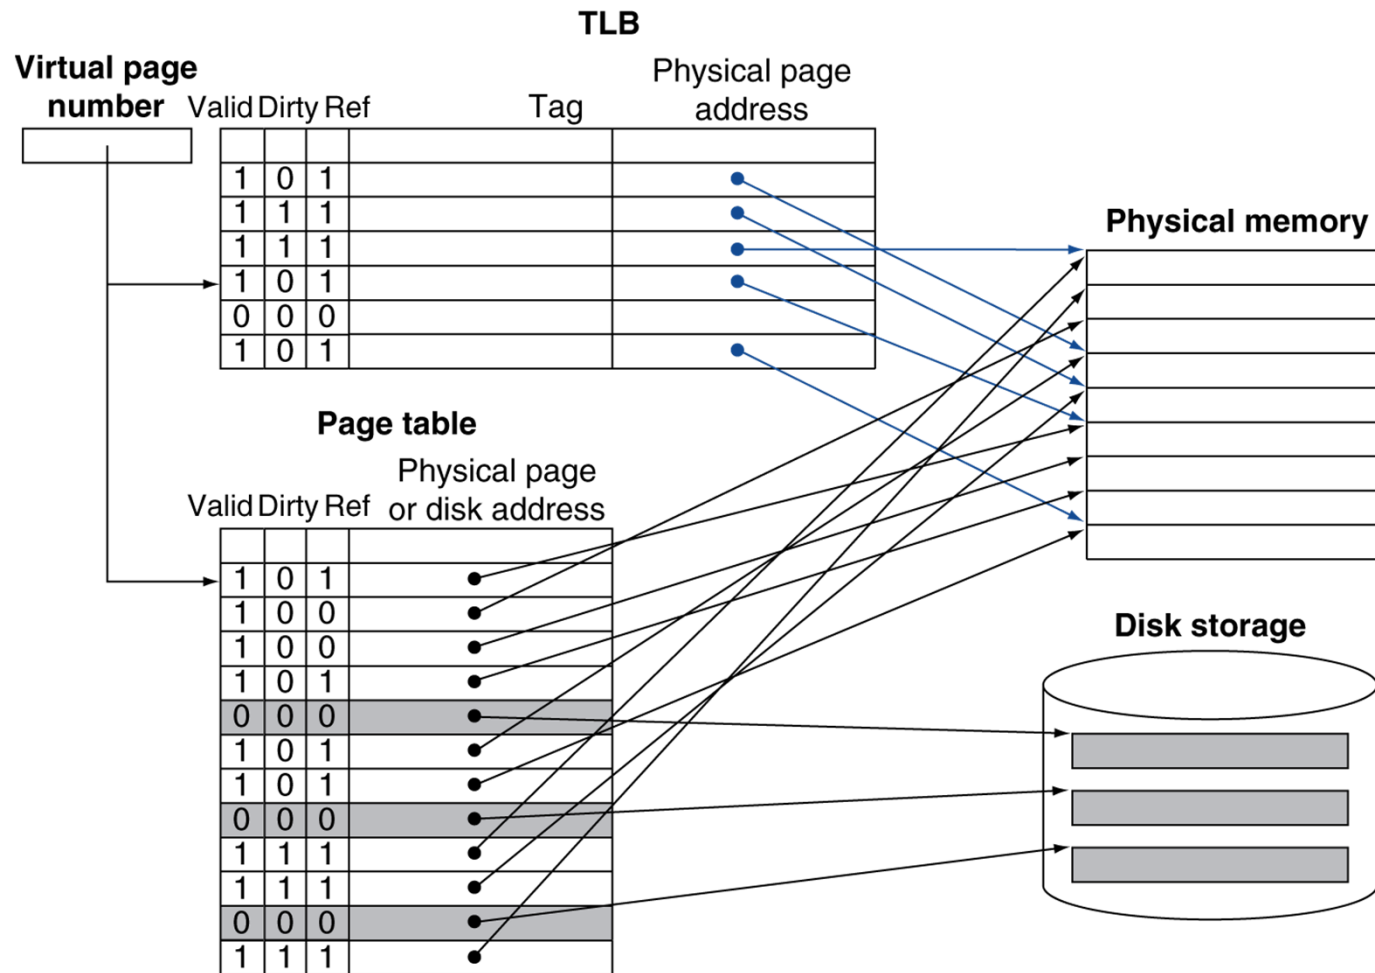 TLB
Virtual page
number
Valid Dirty Ref
Tag
Physical page
address
1 0 1
1 1 1
1 1 1
1 0 1
0 0 0
1 0 1
Physical memory
Page table
Physical page
or disk address
Valid Dirty Ref
1 0 1
1 0 0
1 0 0
1 0 1
0 0 0
1 0 1
1 0 1
0 0 0
1 1 1
1 1 1
0 0 0
1 1 1
Disk storage